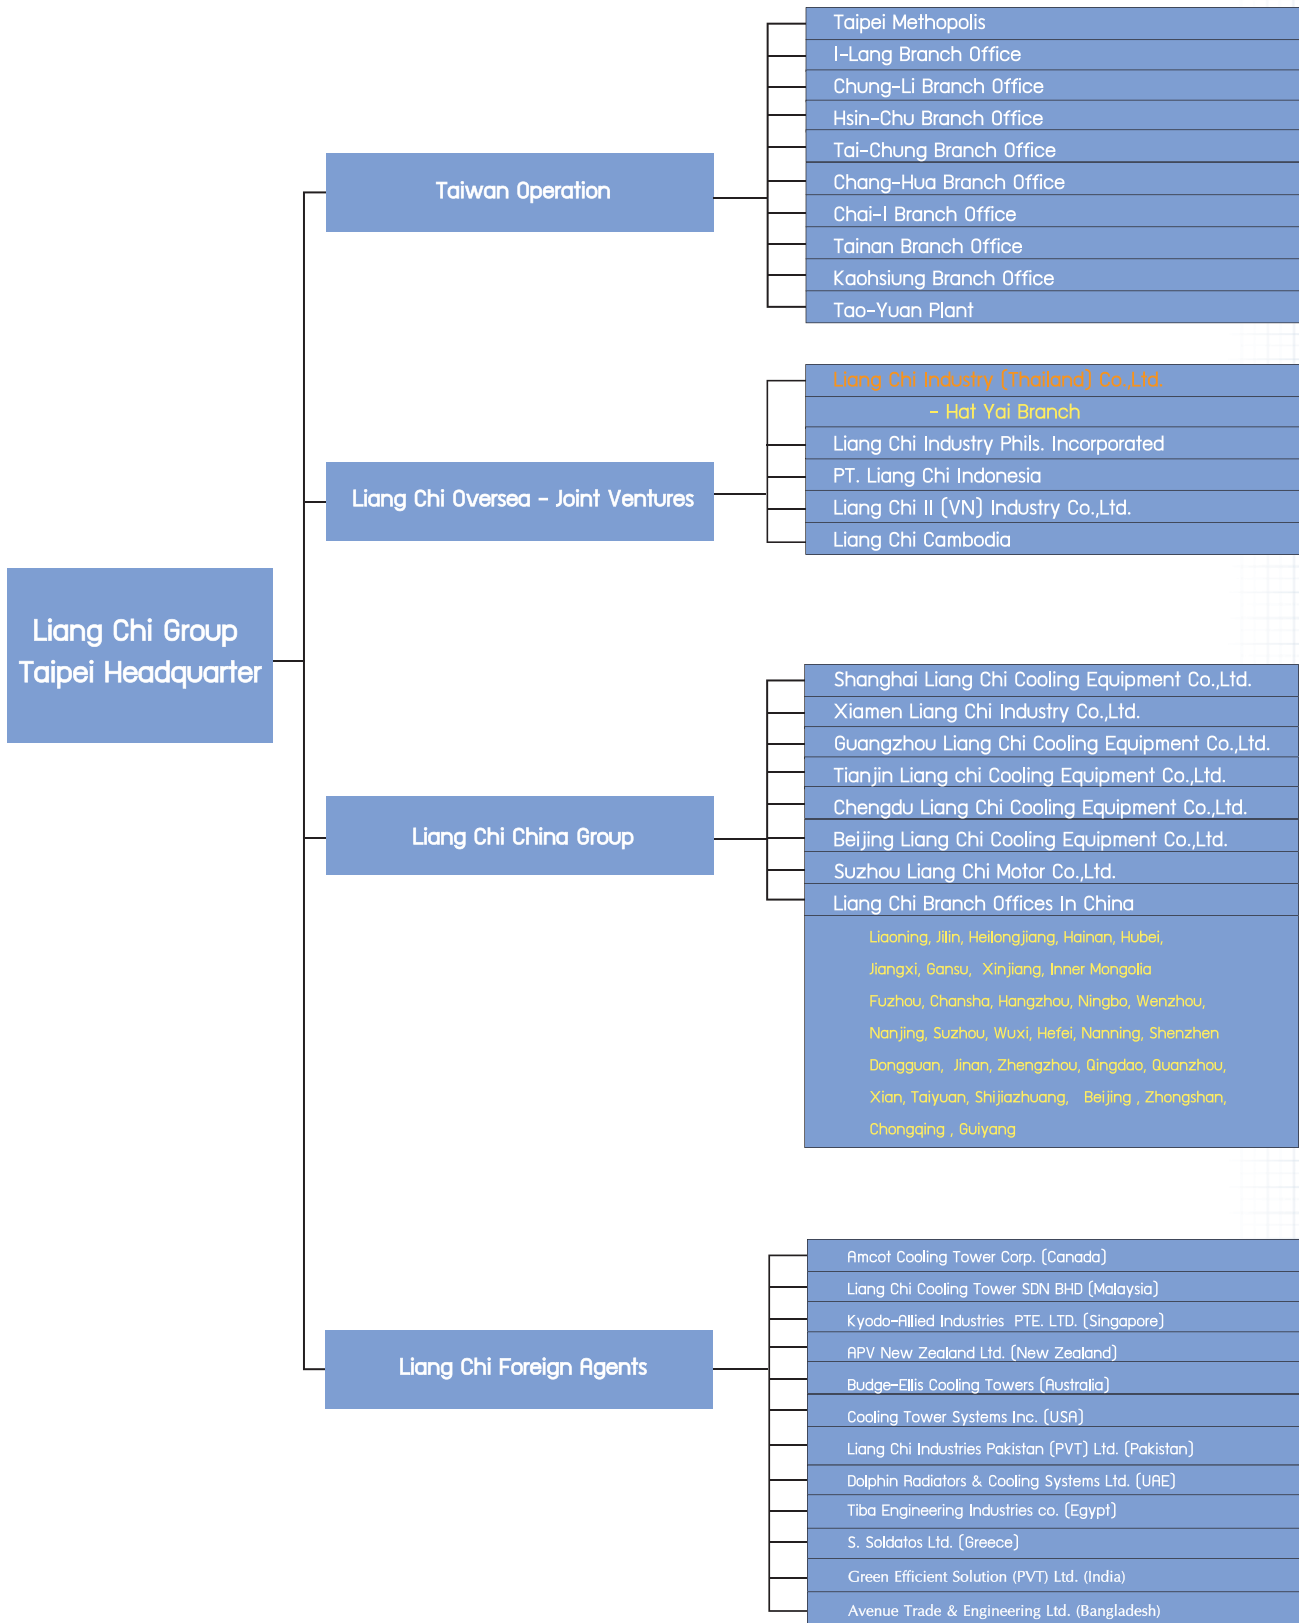 Taipei Methopolis
I-Lang Branch Office
Chung-Li Branch Office
Hsin-Chu Branch Office
Tai-Chung Branch Office
Chang-Hua Branch Office
Chai-I Branch Office
Tainan Branch Office
Kaohsiung Branch Office
Tao-Yuan Plant
Taiwan Operation
Liang Chi Industry (Thailand) Co.,Ltd.
- Hat Yai Branch
Liang Chi Industry Phils. Incorporated
PT. Liang Chi Indonesia
Liang Chi II (VN) Industry Co.,Ltd.
Liang Chi Cambodia
Liang Chi Oversea - Joint Ventures
Liang Chi Group
Taipei Headquarter
Shanghai Liang Chi Cooling Equipment Co.,Ltd.
Xiamen Liang Chi Industry Co.,Ltd.
Guangzhou Liang Chi Cooling Equipment Co.,Ltd.
Tianjin Liang chi Cooling Equipment Co.,Ltd.
Chengdu Liang Chi Cooling Equipment Co.,Ltd.
Beijing Liang Chi Cooling Equipment Co.,Ltd.
Suzhou Liang Chi Motor Co.,Ltd.
Liang Chi Branch Offices In China
Liang Chi China Group
Liaoning, Jilin, Heilongjiang, Hainan, Hubei,
Jiangxi, Gansu, Xinjiang, Inner Mongolia
Fuzhou, Chansha, Hangzhou, Ningbo, Wenzhou,
Nanjing, Suzhou, Wuxi, Hefei, Nanning, Shenzhen
Dongguan, Jinan, Zhengzhou, Qingdao, Quanzhou,
Xian, Taiyuan, Shijiazhuang, Beijing , Zhongshan,
Chongqing , Guiyang
Amcot Cooling Tower Corp. (Canada)
Liang Chi Cooling Tower SDN BHD (Malaysia)
Kyodo-Allied Industries PTE. LTD. (Singapore)
APV New Zealand Ltd. (New Zealand)
Budge-Ellis Cooling Towers (Australia)
Cooling Tower Systems Inc. (USA)
Liang Chi Industries Pakistan (PVT) Ltd. (Pakistan)
Dolphin Radiators & Cooling Systems Ltd. (UAE)
Tiba Engineering Industries co. (Egypt)
S. Soldatos Ltd. (Greece)
Green Efficient Solution (PVT) Ltd. (India)
Avenue Trade & Engineering Ltd. (Bangladesh)
Liang Chi Foreign Agents